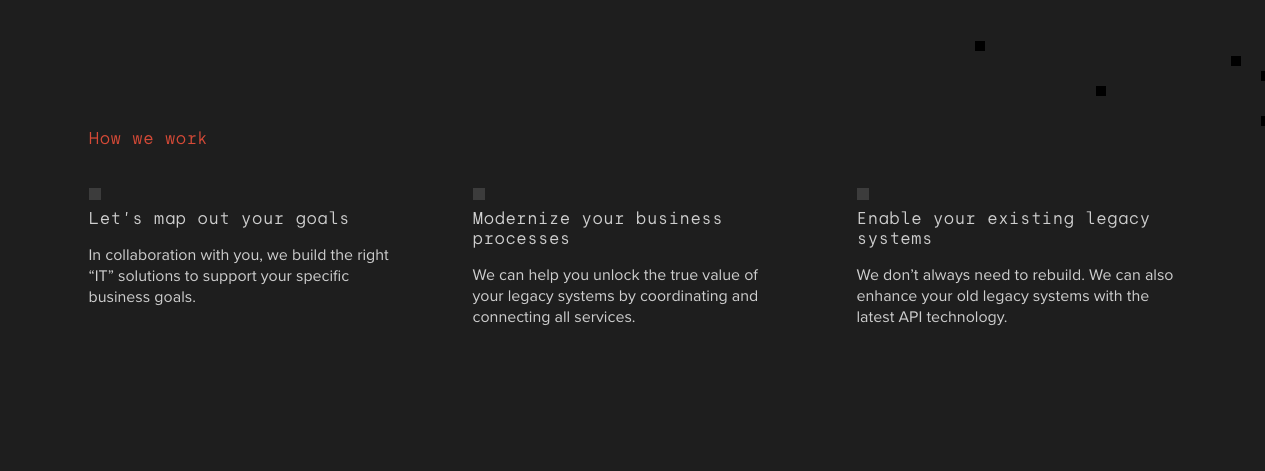 How we work
Let's map out your goals
In collaboration with you, we build the right
“IT” solutions to support your specific
business goals.
Modernize your business
processes
We can help you unlock the true value of
your legacy systems by coordinating and
connecting all services.
Enable your existing legacy
systems
We don’t always need to rebuild. We can also
enhance your old legacy systems with the
latest API technology.